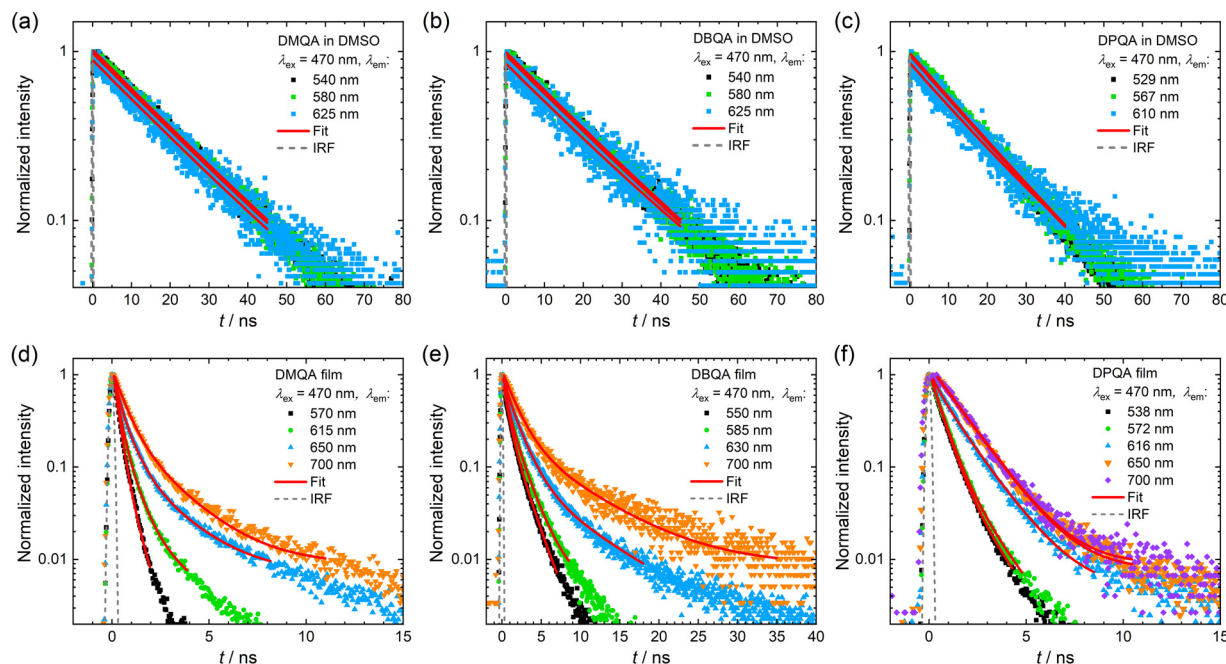 (a)
DMQA in DMSO
λex = 470 nm, λem:
540 nm
580 nm
625 nm
Fit
IRF
Normalized intensity
1
0.1
0 10 20 30 40 50 60 70 80
t / ns
(b)
DBQA in DMSO
λex = 470 nm, λem:
540 nm
580 nm
625 nm
Fit
IRF
Normalized intensity
1
0.1
0 10 20 30 40 50 60 70 80
t / ns
(c)
DPQA in DMSO
λex = 470 nm, λem:
529 nm
567 nm
610 nm
Fit
IRF
Normalized intensity
1
0.1
0 10 20 30 40 50 60 70 80
t / ns
(d)
DMQA film
λex = 470 nm, λem:
570 nm
615 nm
650 nm
700 nm
Fit
IRF
Normalized intensity
1
0.1
0.01
0 5 10 15
t / ns
(e)
DBQA film
λex = 470 nm, λem:
550 nm
585 nm
630 nm
700 nm
Fit
IRF
Normalized intensity
1
0.1
0.01
0 5 10 15 20 25 30 35 40
t / ns
(f)
DPQA film
λex = 470 nm, λem:
538 nm
572 nm
616 nm
650 nm
700 nm
Fit
IRF
Normalized intensity
1
0.1
0.01
0 5 10 15
t / ns